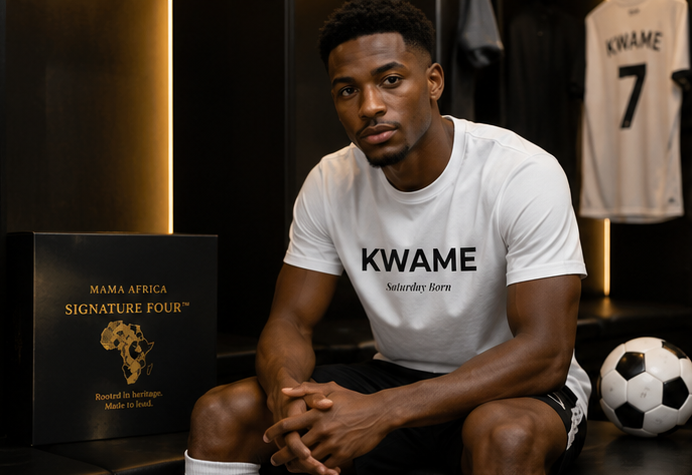 MAMA AFRICA
SIGNATURE FOUR™
Rooted in heritage.
Made to lead.
KWAME
Saturday Born
KWAME
7